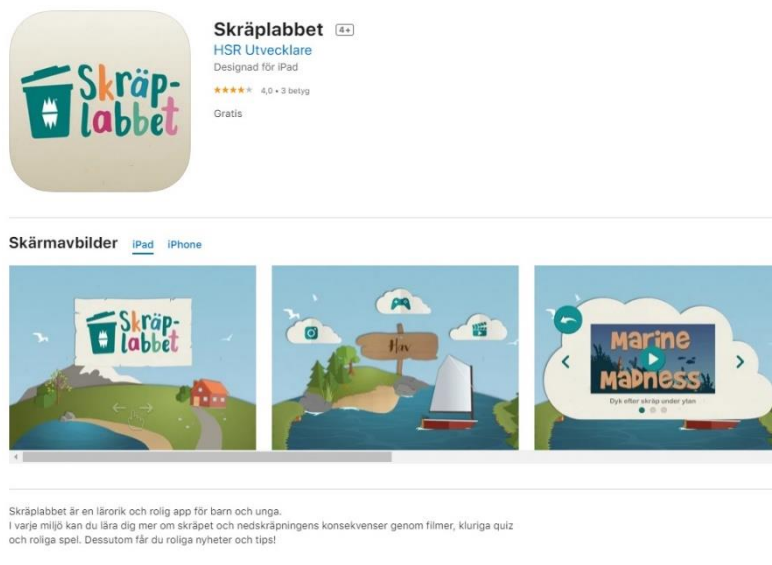 Skräp-
labbet
Skräplabbet 4+
HSR Utvecklare
Designad för iPad
4,0 • 3 betyg
Gratis
Skärmavbilder iPad iPhone
Skräp-
labbet
Hav
Marine
Madness
Dyk efter skräp under ytan
Skräplabbet är en lärorik och rolig app för barn och unga.
I varje miljö kan du lära dig mer om skräpet och nedskräpningens konsekvenser genom filmer, kluriga quiz
och roliga spel. Dessutom får du roliga nyheter och tips!